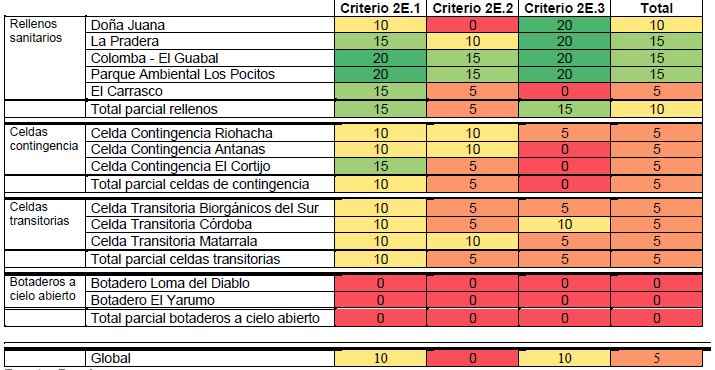 Criterio 2E.1 Criterio 2E.2 Criterio 2E.3 Total
Rellenos sanitarios Doña Juana 10 0 20 10
La Pradera 15 10 20 15
Colomba - El Guabal 20 15 20 15
Parque Ambiental Los Pocitos 20 15 20 15
El Carrasco 15 5 0 5
Total parcial rellenos 15 5 15 10
Celdas contingencia Celda Contingencia Riohacha 10 10 5 5
Celda Contingencia Antanas 10 10 0 5
Celda Contingencia El Cortijo 15 5 0 5
Total parcial celdas de contingencia 10 5 0 5
Celdas transitorias Celda Transitoria Biorgánicos del Sur 10 5 5 5
Celda Transitoria Córdoba 10 5 10 5
Celda Transitoria Matarrala 10 10 5 5
Total parcial celdas transitorias 10 5 5 5
Botaderos a cielo abierto Botadero Loma del Diablo 0 0 0 0
Botadero El Yarumo 0 0 0 0
Total parcial botaderos a cielo abierto 0 0 0 0
Global 10 0 10 5